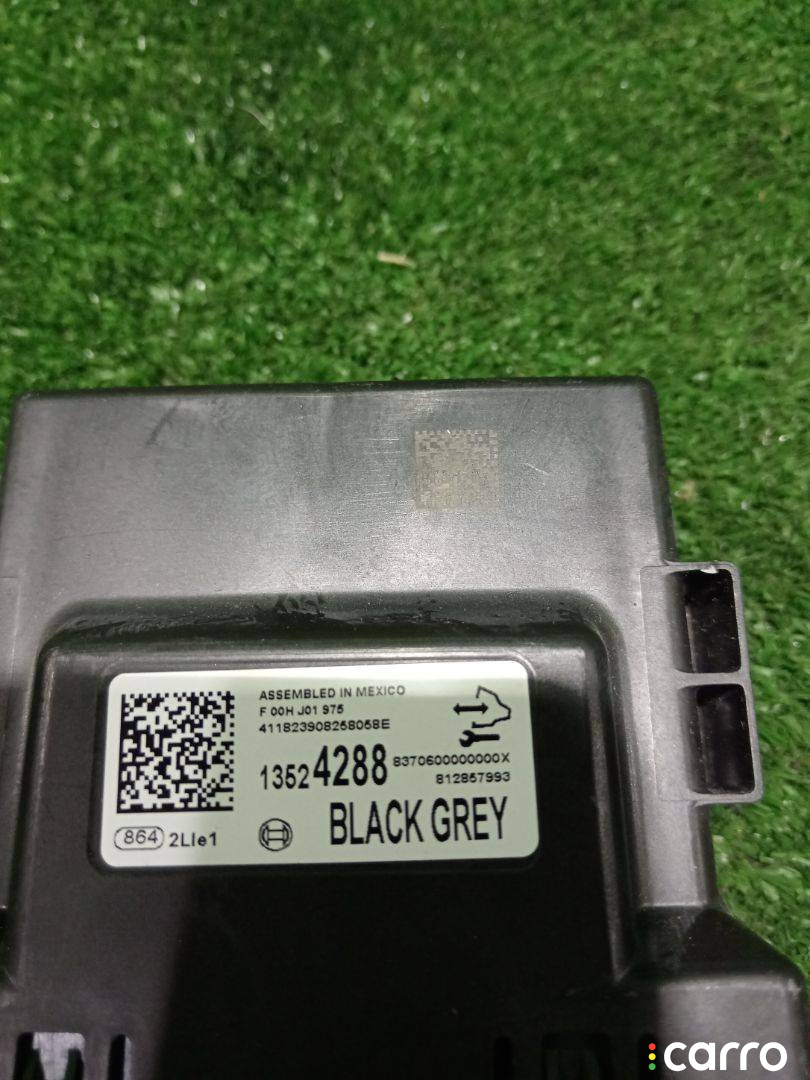 ASSEMBLED IN MEXICO
F 00H J01 975
411823908258058E
13524288 8370600000000X
812857993
864 2LIe1
BLACK GREY
carro